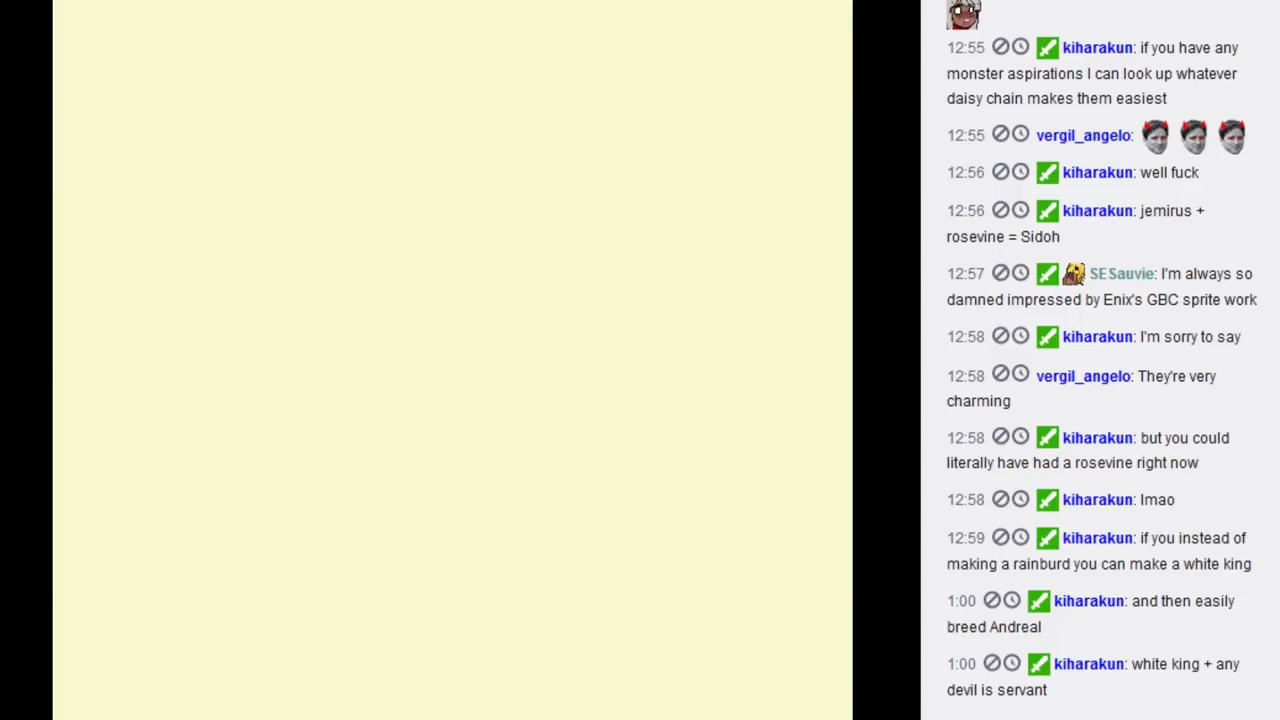 12:55 kiharakun: if you have any
monster aspirations I can look up whatever
daisy chain makes them easiest
12:55 vergil_angelo:
12:56 kiharakun: well fuck
12:56 kiharakun: jemirus +
rosevine = Sidoh
12:57 SESauvie: I'm always so
damned impressed by Enix's GBC sprite work
12:58 kiharakun: I'm sorry to say
12:58 vergil_angelo: They're very
charming
12:58 kiharakun: but you could
literally have had a rosevine right now
12:58 kiharakun: lmao
12:59 kiharakun: if you instead of
making a rainburd you can make a white king
1:00 kiharakun: and then easily
breed Andreal
1:00 kiharakun: white king + any
devil is servant